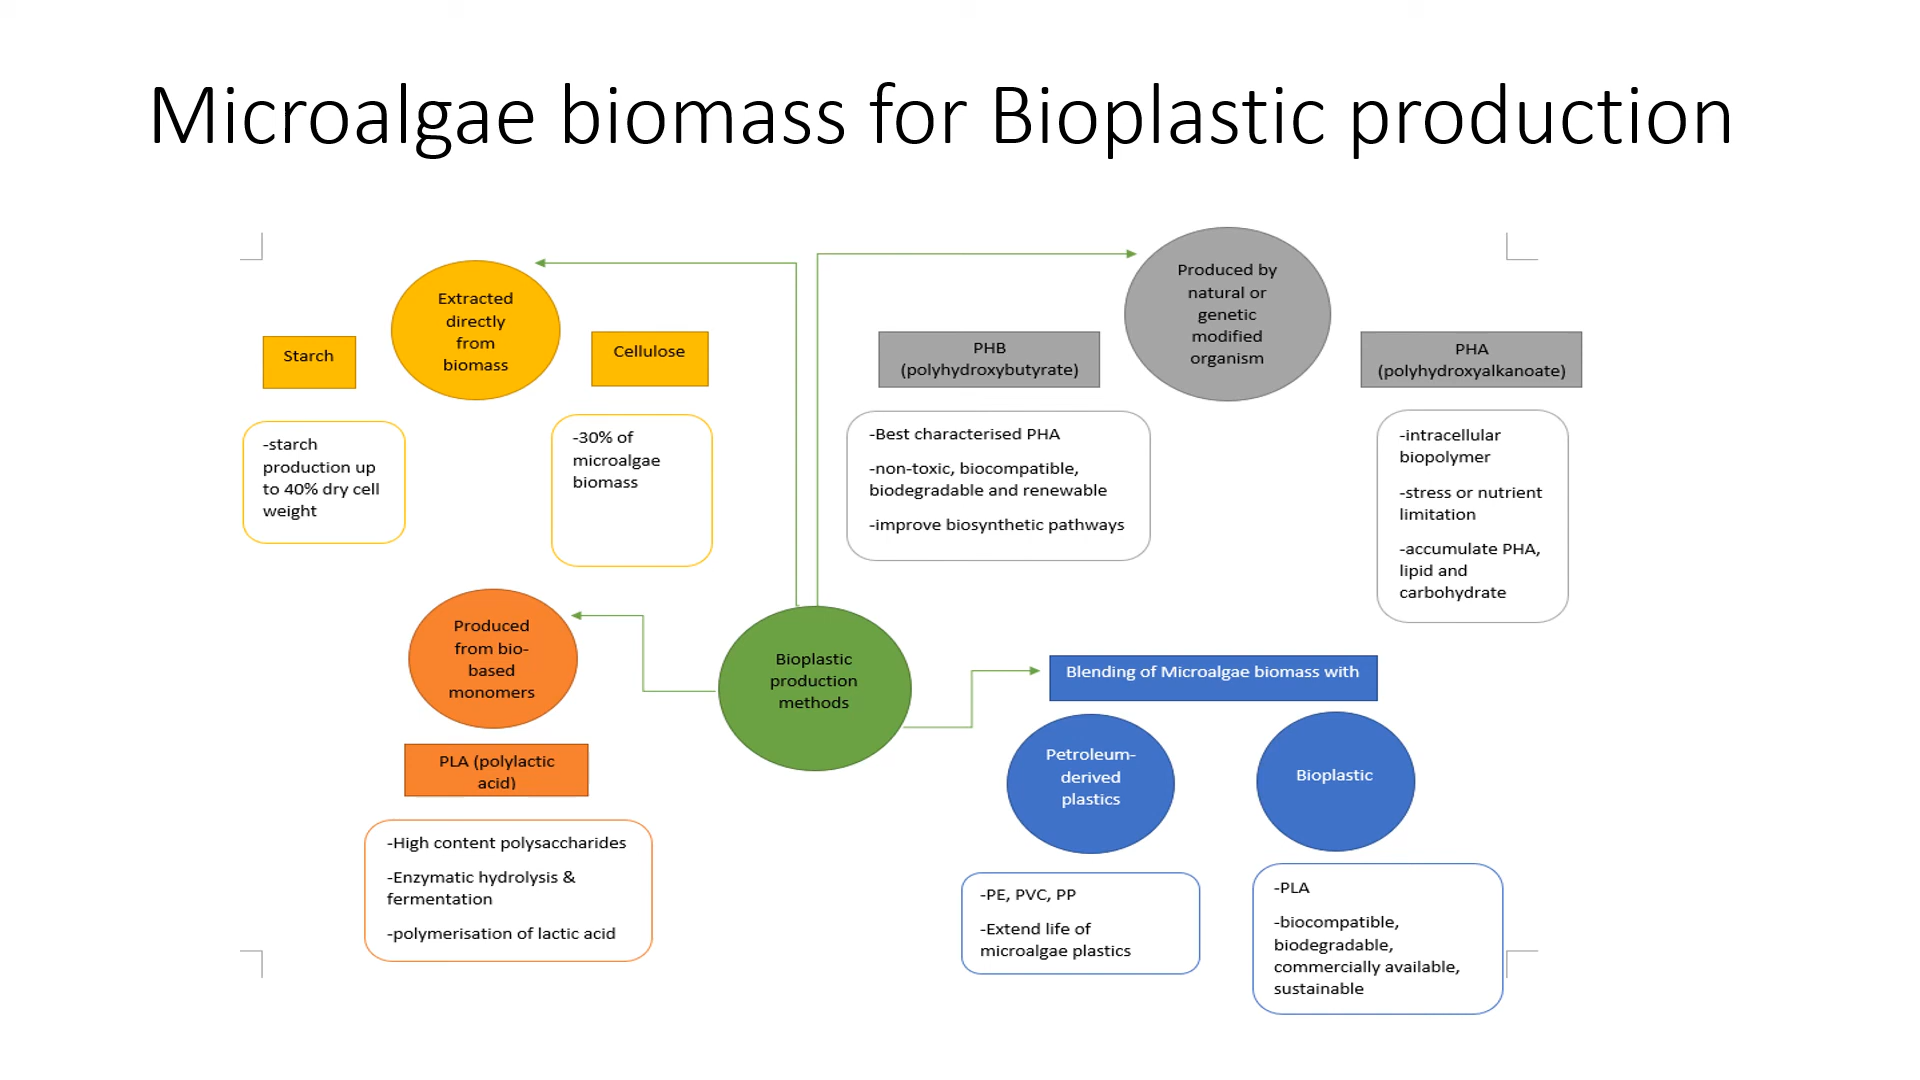 Microalgae biomass for Bioplastic production
Extracted
directly
from
biomass
Starch
Cellulose
-starch
production up
to 40% dry cell
weight
-30% of
microalgae
biomass
Produced by
natural or
genetic
modified
organism
PHB
(polyhydroxybutyrate)
PHA
(polyhydroxyalkanoate)
-Best characterised PHA
-non-toxic, biocompatible,
biodegradable and renewable
-improve biosynthetic pathways
-intracellular
biopolymer
-stress or nutrient
limitation
-accumulate PHA,
lipid and
carbohydrate
Produced
from bio-
based
monomers
Bioplastic
production
methods
PLA (polylactic
acid)
-High content polysaccharides
-Enzymatic hydrolysis &
fermentation
-polymerisation of lactic acid
Blending of Microalgae biomass with
Petroleum-
derived
plastics
Bioplastic
-PE, PVC, PP
-Extend life of
microalgae plastics
-PLA
-biocompatible,
biodegradable,
commercially available,
sustainable